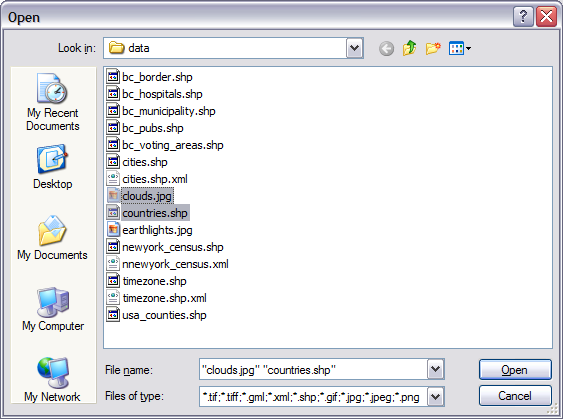 Open
Look in: data
bc_border.shp
bc_hospitals.shp
bc_municipality.shp
bc_pubs.shp
bc_voting_areas.shp
cities.shp
cities.shp.xml
clouds.jpg
countries.shp
earthlights.jpg
newyork_census.shp
nnewyork_census.xml
timezone.shp
timezone.shp.xml
usa_counties.shp
My Recent
Documents
Desktop
My Documents
My Computer
My Network
File name: "clouds.jpg" "countries.shp" Open
Files of type: *.tif;*.tiff;*.gml;*.xml;*.shp;*.gif;*.jpg;*.jpeg;*.png Cancel